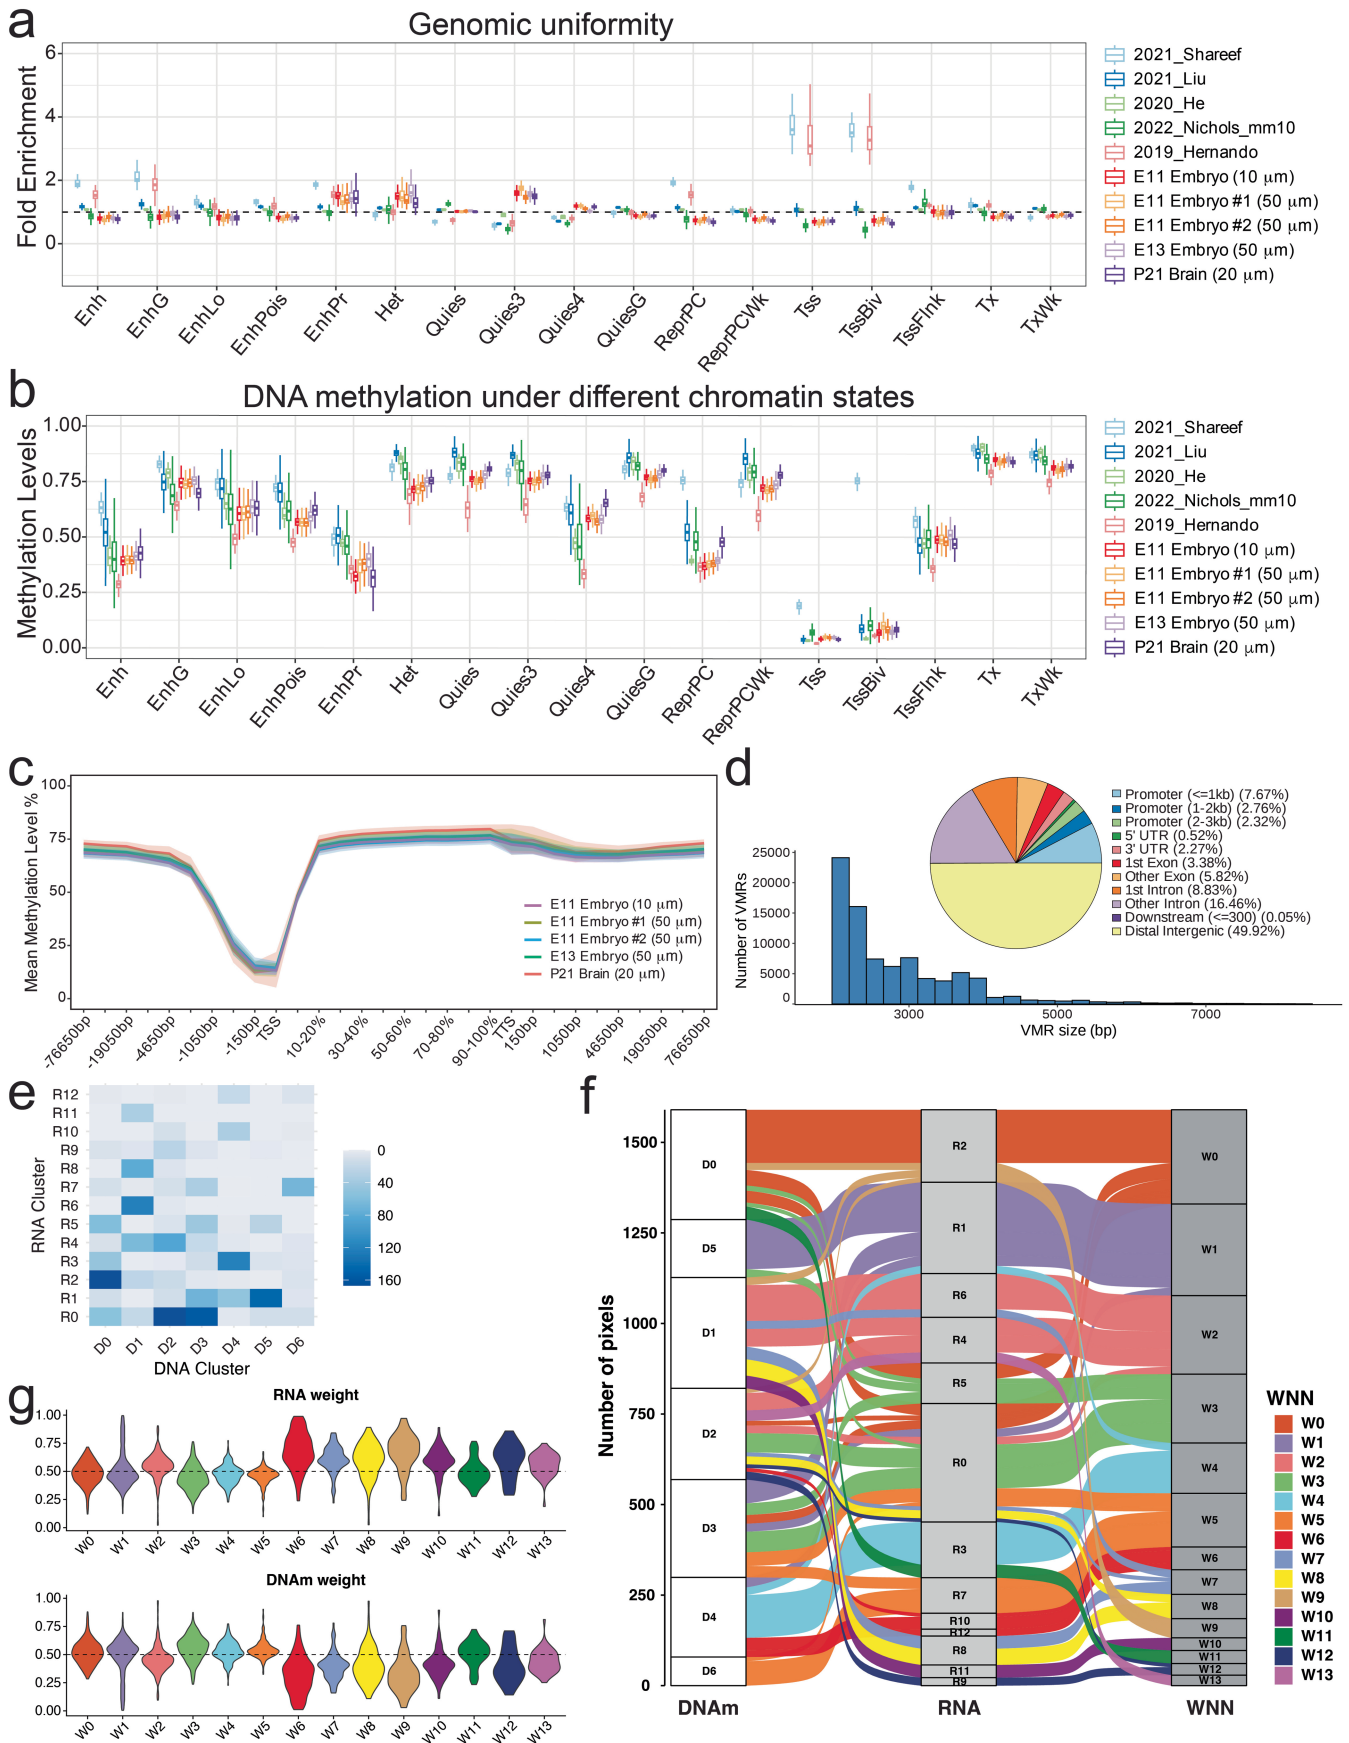 a
Genomic uniformity
Fold Enrichment
6
4
2
0
Enh
EnhG
EnhLo
EnhPois
EnhPr
Het
Quies
Quies3
Quies4
QuiesG
ReprPC
ReprPCWk
Tss
TssBiv
TssFlnk
Tx
TxWk
2021_Shareef
2021_Liu
2020_He
2022_Nichols_mm10
2019_Hernando
E11 Embryo (10 μm)
E11 Embryo #1 (50 μm)
E11 Embryo #2 (50 μm)
E13 Embryo (50 μm)
P21 Brain (20 μm)
b
DNA methylation under different chromatin states
Methylation Levels
1.00
0.75
0.50
0.25
0.00
Enh
EnhG
EnhLo
EnhPois
EnhPr
Het
Quies
Quies3
Quies4
QuiesG
ReprPC
ReprPCWk
Tss
TssBiv
TssFlnk
Tx
TxWk
2021_Shareef
2021_Liu
2020_He
2022_Nichols_mm10
2019_Hernando
E11 Embryo (10 μm)
E11 Embryo #1 (50 μm)
E11 Embryo #2 (50 μm)
E13 Embryo (50 μm)
P21 Brain (20 μm)
c
Mean Methylation Level %
100
75
50
25
0
-76650bp
-19050bp
-4650bp
-1050bp
-150bp
TSS
10-20%
30-40%
50-60%
70-80%
90-100%
TTS
150bp
1050bp
4650bp
19050bp
76650bp
E11 Embryo (10 μm)
E11 Embryo #1 (50 μm)
E11 Embryo #2 (50 μm)
E13 Embryo (50 μm)
P21 Brain (20 μm)
d
Number of VMRs
25000
20000
15000
10000
5000
0
3000
5000
7000
VMR size (bp)
Promoter (<=1kb) (7.67%)
Promoter (1-2kb) (2.76%)
Promoter (2-3kb) (2.32%)
5' UTR (0.52%)
3' UTR (2.27%)
1st Exon (3.38%)
Other Exon (5.82%)
1st Intron (8.83%)
Other Intron (16.46%)
Downstream (<=300) (0.05%)
Distal Intergenic (49.92%)
e
RNA Cluster
R12
R11
R10
R9
R8
R7
R6
R5
R4
R3
R2
R1
R0
D0
D1
D2
D3
D4
D5
D6
DNA Cluster
0
40
80
120
160
f
Number of pixels
1500
1250
1000
750
500
250
0
D0
D5
D1
D2
D3
D4
D6
R2
R1
R6
R4
R5
R0
R3
R7
R10
R12
R8
R11
R9
W0
W1
W2
W3
W4
W5
W6
W7
W8
W9
W10
W11
W12
W13
DNAm
RNA
WNN
WNN
W0
W1
W2
W3
W4
W5
W6
W7
W8
W9
W10
W11
W12
W13
g
RNA weight
1.00
0.75
0.50
0.25
0.00
W0
W1
W2
W3
W4
W5
W6
W7
W8
W9
W10
W11
W12
W13
DNAm weight
1.00
0.75
0.50
0.25
0.00
W0
W1
W2
W3
W4
W5
W6
W7
W8
W9
W10
W11
W12
W13